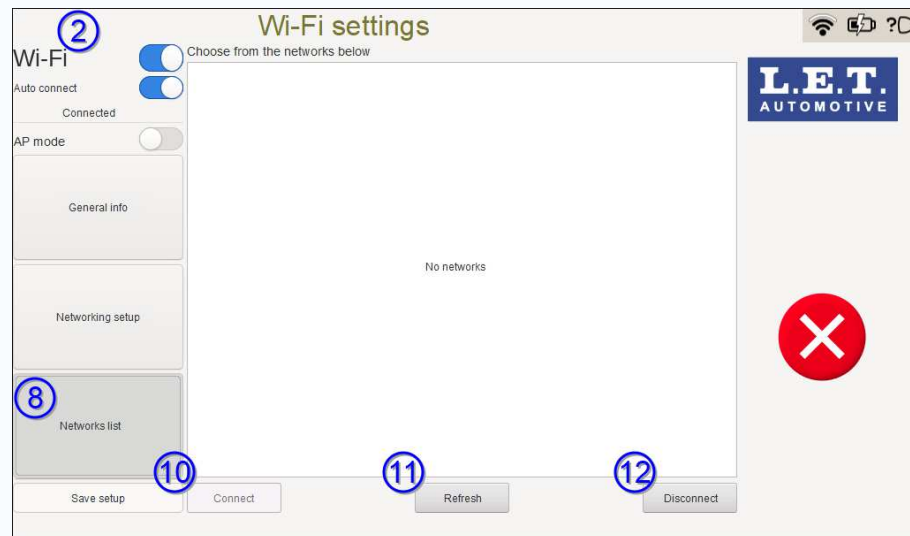 2
Wi-Fi settings
?
Wi-Fi
Choose from the networks below
Auto connect
Connected
AP mode
L.E.T.
AUTOMOTIVE
General info
No networks
Networking setup
8
Networks list
10
11
12
Save setup
Connect
Refresh
Disconnect